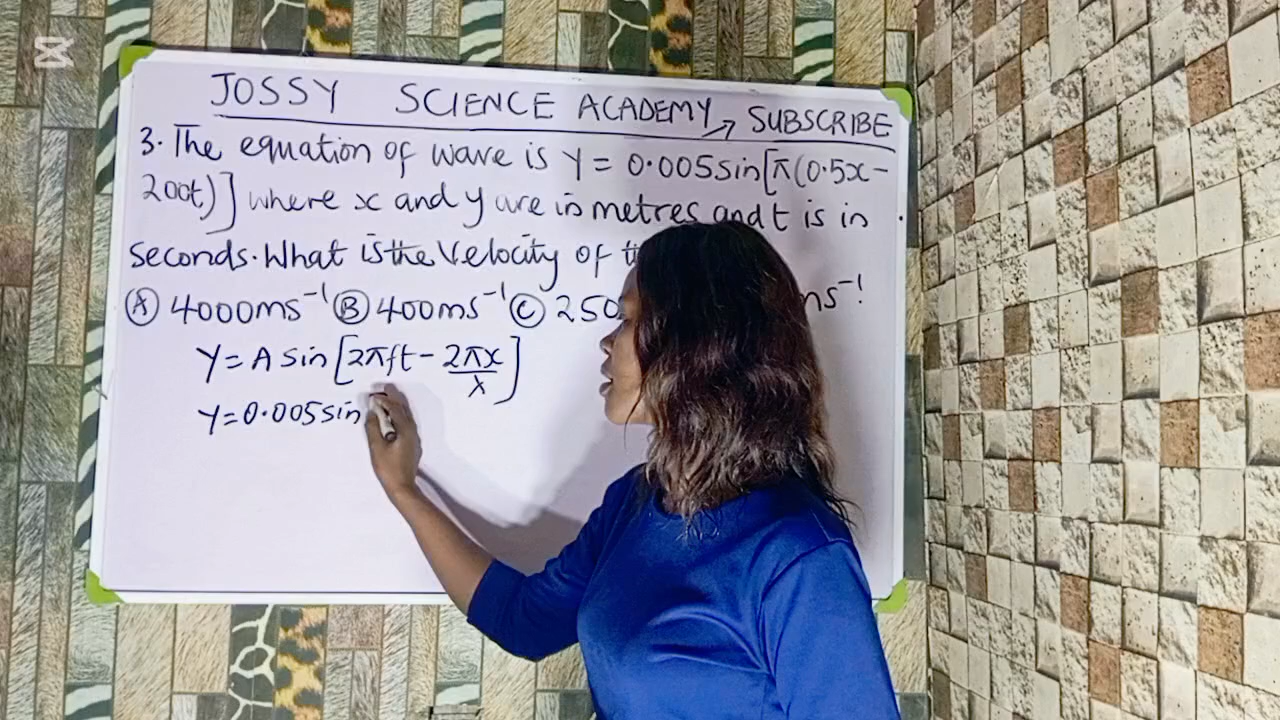 JOSSY SCIENCE ACADEMY → SUBSCRIBE
3. The equation of wave is Y = 0.005sin[π(0.5x -
200t)] where x and y are in metres and t is in
seconds. What is the velocity of
Ⓐ 4000ms⁻¹ Ⓑ 400ms⁻¹ Ⓒ 250 ms⁻¹
Y = A sin [2πft - 2πx/λ]
Y = 0.005sin